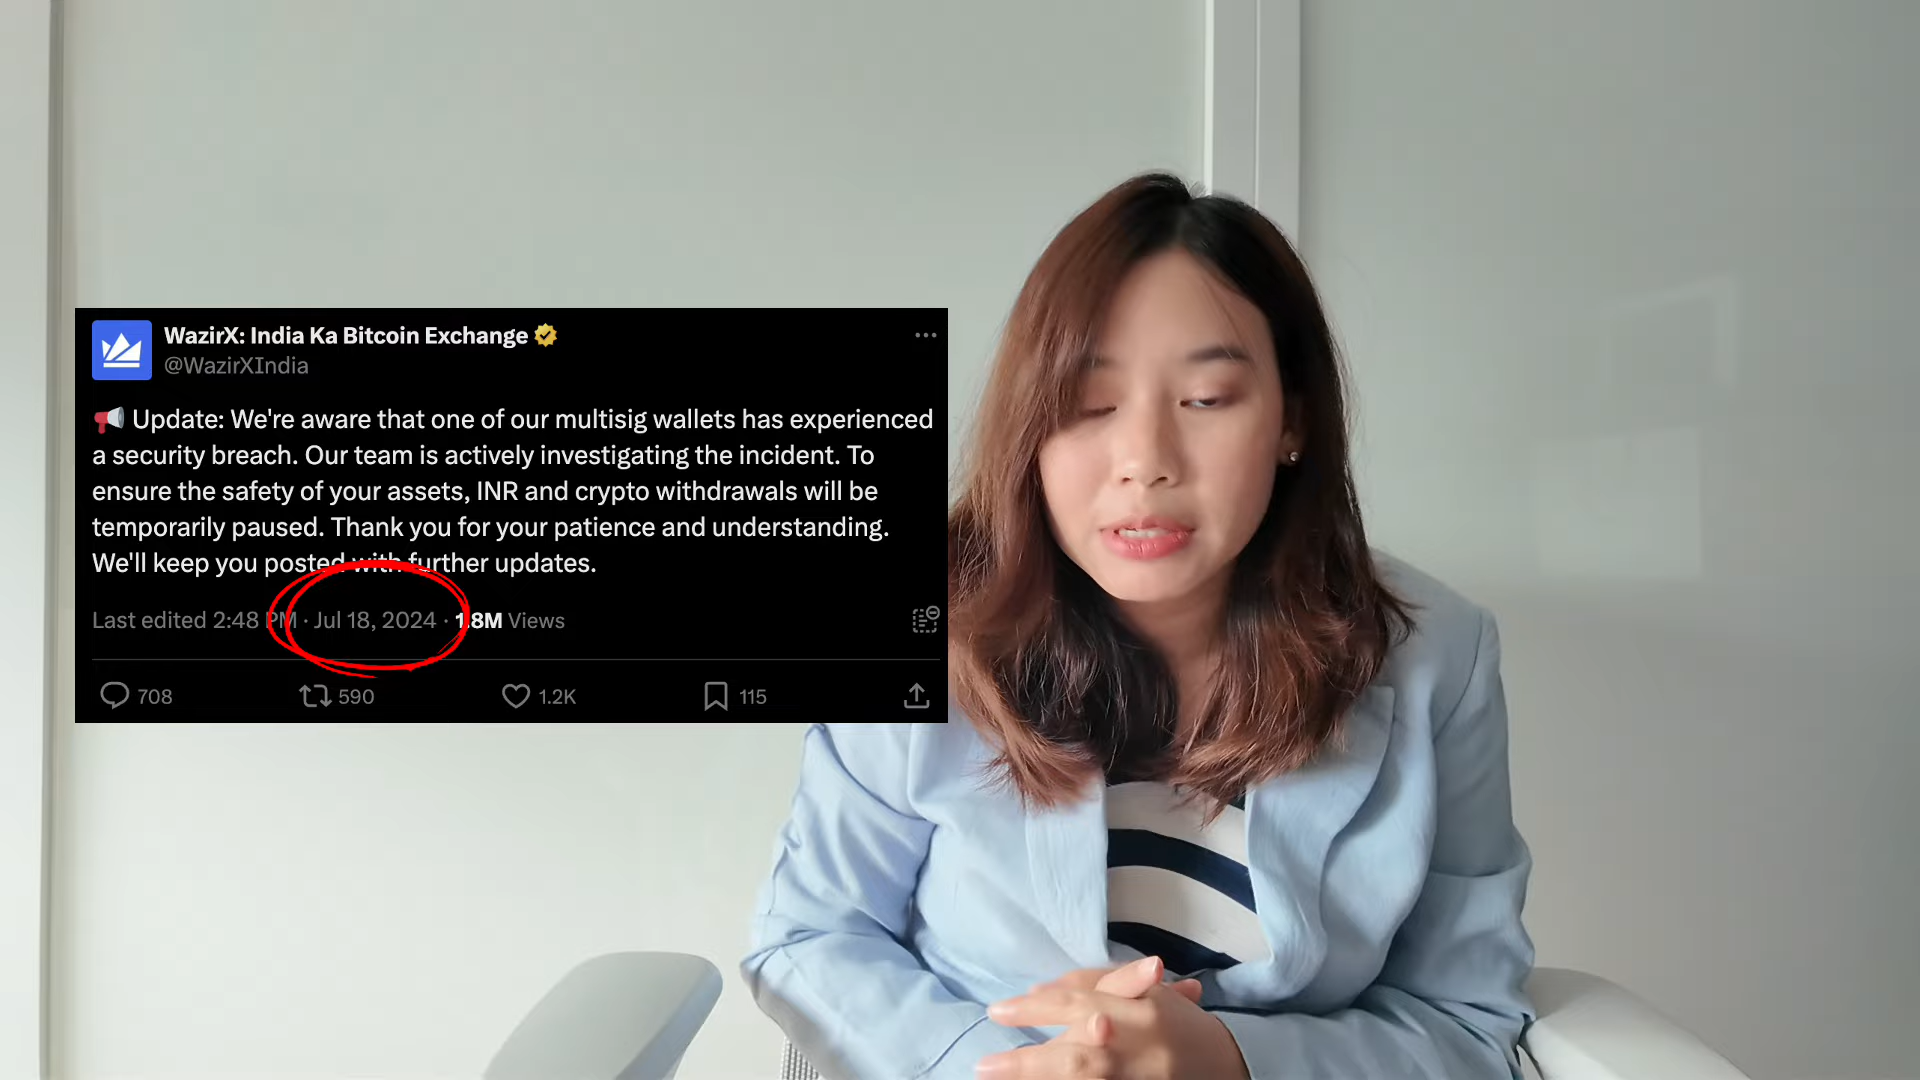 WazirX: India Ka Bitcoin Exchange
@WazirXIndia
Update: We're aware that one of our multisig wallets has experienced
a security breach. Our team is actively investigating the incident. To
ensure the safety of your assets, INR and crypto withdrawals will be
temporarily paused. Thank you for your patience and understanding.
We'll keep you posted with further updates.
Last edited 2:48 PM · Jul 18, 2024 · 1.8M Views
708 590 1.2K 115